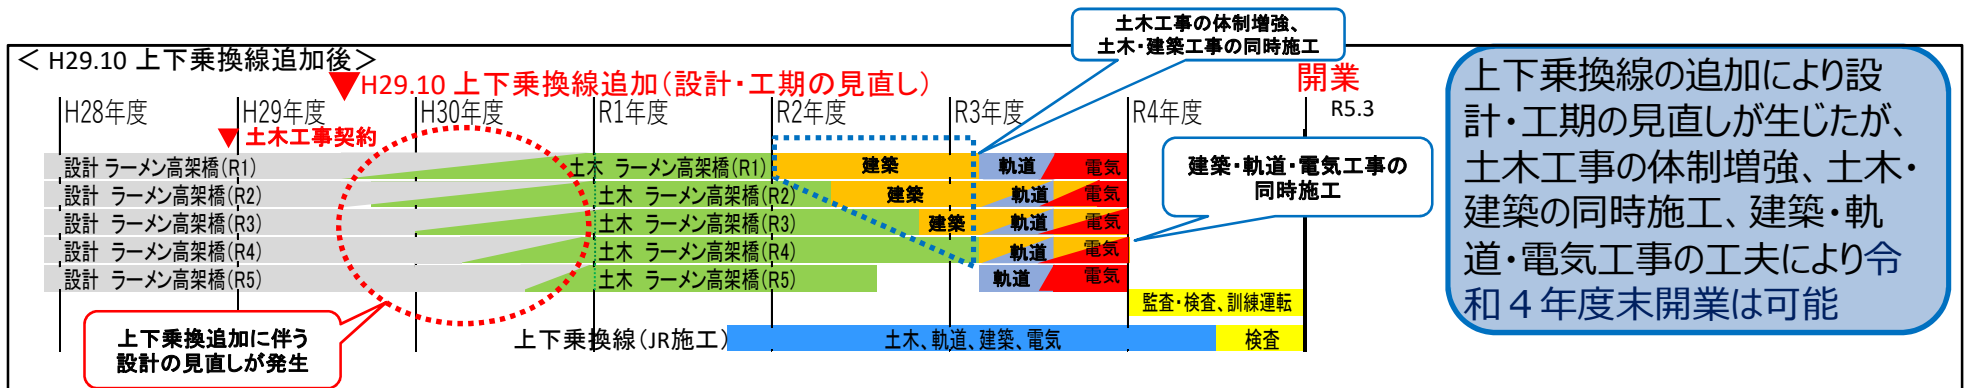 土木工事の体制増強、
土木・建築工事の同時施工
＜ H29.10 上下乗換線追加後＞
H29.10 上下乗換線追加(設計・工期の見直し)
開業
R5.3
H28年度 H29年度 H30年度 R1年度 R2年度 R3年度 R4年度
土木工事契約
設計 ラーメン高架橋(R1) 土木 ラーメン高架橋(R1) 建築 軌道 電気
設計 ラーメン高架橋(R2) 土木 ラーメン高架橋(R2) 建築 軌道 電気
設計 ラーメン高架橋(R3) 土木 ラーメン高架橋(R3) 建築 軌道 電気
設計 ラーメン高架橋(R4) 土木 ラーメン高架橋(R4) 軌道 電気
設計 ラーメン高架橋(R5) 土木 ラーメン高架橋(R5) 軌道 電気
監査・検査、訓練運転
上下乗換線(JR施工) 土木、軌道、建築、電気 検査
建築・軌道・電気工事の
同時施工
上下乗換追加に伴う
設計の見直しが発生
上下乗換線の追加により設
計・工期の見直しが生じたが、
土木工事の体制増強、土木・
建築の同時施工、建築・軌
道・電気工事の工夫により令
和４年度末開業は可能